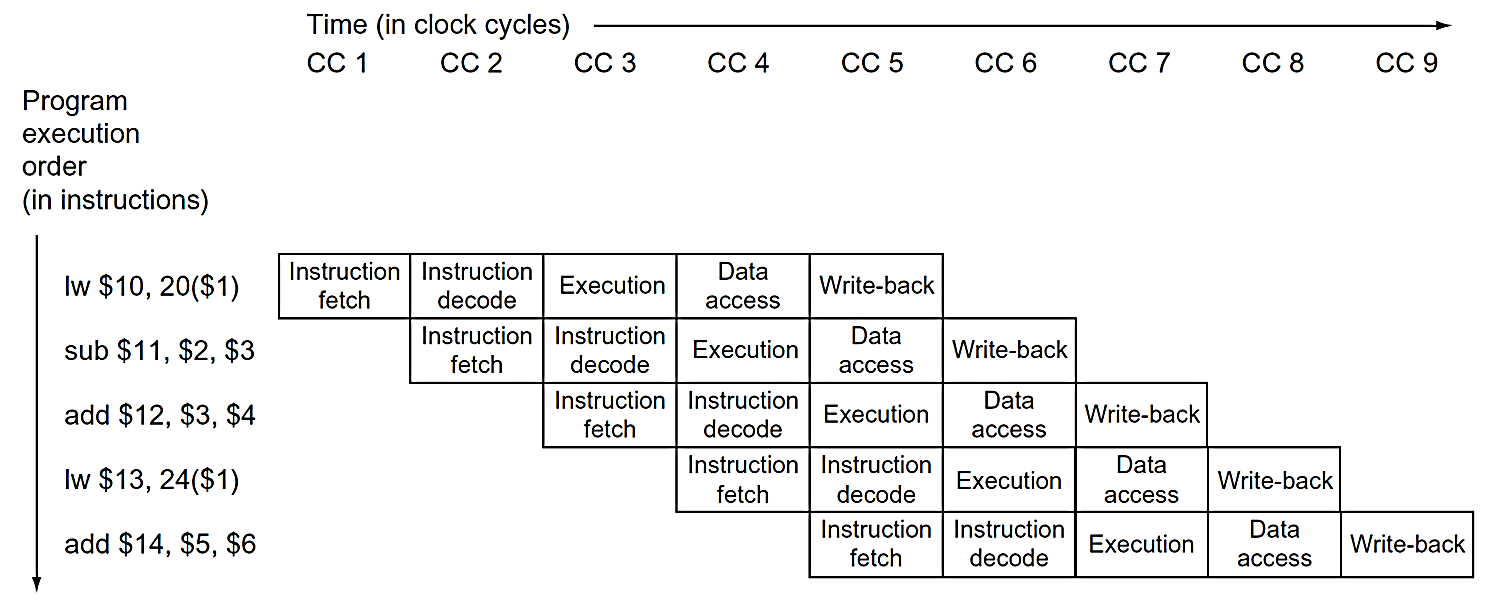 Time (in clock cycles)
CC 1 CC 2 CC 3 CC 4 CC 5 CC 6 CC 7 CC 8 CC 9
Program
execution
order
(in instructions)
lw $10, 20($1)
Instruction
fetch
Instruction
decode
Execution
Data
access
Write-back
sub $11, $2, $3
Instruction
fetch
Instruction
decode
Execution
Data
access
Write-back
add $12, $3, $4
Instruction
fetch
Instruction
decode
Execution
Data
access
Write-back
lw $13, 24($1)
Instruction
fetch
Instruction
decode
Execution
Data
access
Write-back
add $14, $5, $6
Instruction
fetch
Instruction
decode
Execution
Data
access
Write-back